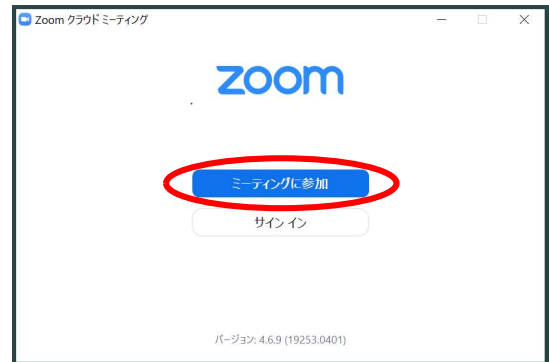 Zoom クラウド ミーティング
zoom
ミーティングに参加
サイン イン
バージョン: 4.6.9 (19253.0401)